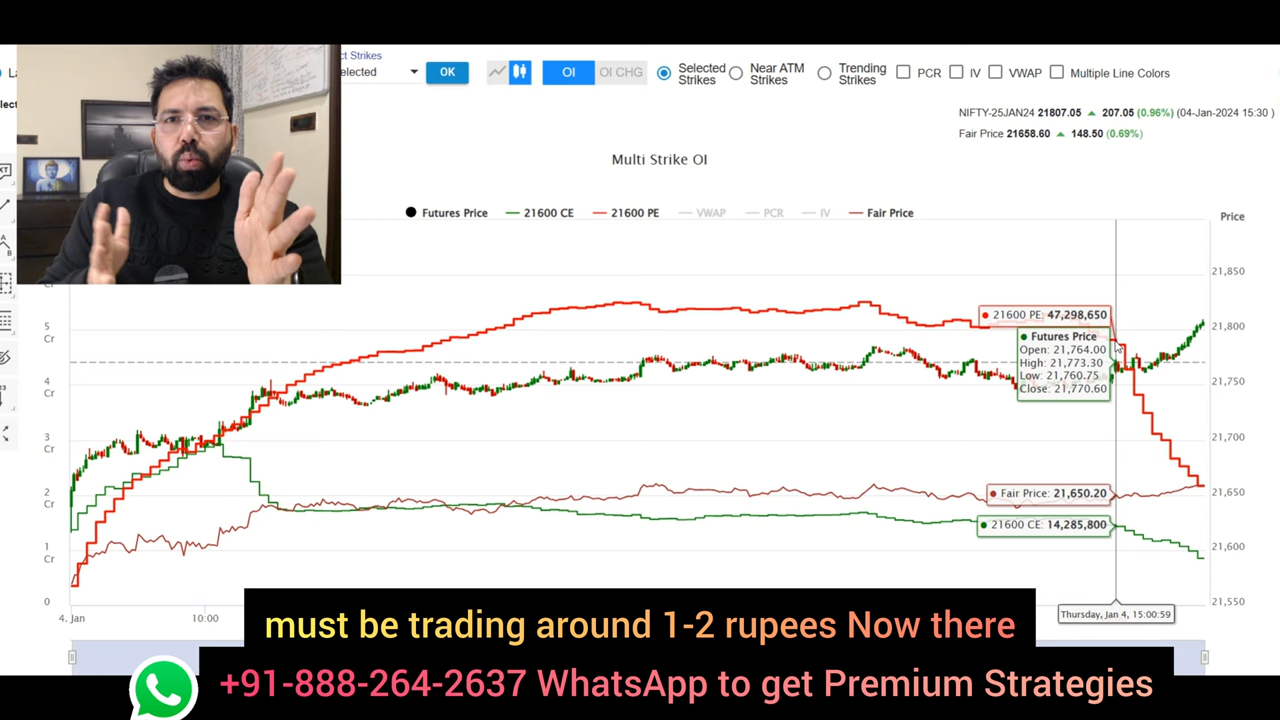 ct Strikes
La
elected
OK
OI
OI CHG
Selected Strikes
Near ATM Strikes
Trending Strikes
PCR
IV
VWAP
Multiple Line Colors
lect
NIFTY-25JAN24 21807.05 ▲ 207.05 (0.96%) (04-Jan-2024 15:30 )
Fair Price 21658.60 ▲ 148.50 (0.69%)
Multi Strike OI
Futures Price
21600 CE
21600 PE
VWAP
PCR
IV
Fair Price
Price
5 Cr
4 Cr
3 Cr
2 Cr
1 Cr
0
21,850
21,800
21,750
21,700
21,650
21,600
21,550
21600 PE: 47,298,650
Futures Price
Open: 21,764.00
High: 21,773.30
Low: 21,760.75
Close: 21,770.60
Fair Price: 21,650.20
21600 CE: 14,285,800
4. Jan
10:00
Thursday, Jan 4, 15:00:59
must be trading around 1-2 rupees Now there
+91-888-264-2637 WhatsApp to get Premium Strategies